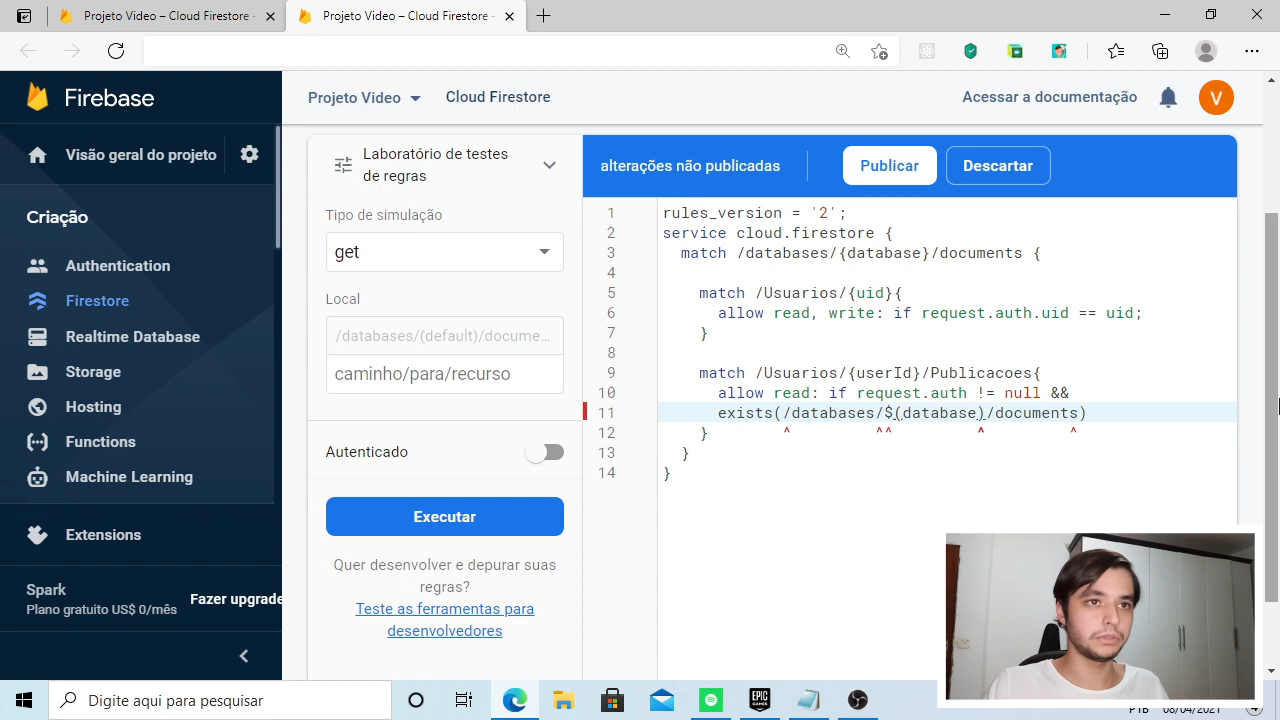 Projeto Video – Cloud Firestore –
Projeto Video – Cloud Firestore –
Firebase
Projeto Video
Cloud Firestore
Acessar a documentação
V
Visão geral do projeto
Criação
Authentication
Firestore
Realtime Database
Storage
Hosting
Functions
Machine Learning
Extensions
Spark
Plano gratuito US$ 0/mês
Fazer upgrade
Laboratório de testes
de regras
Tipo de simulação
get
Local
/databases/(default)/docume...
caminho/para/recurso
Autenticado
Executar
Quer desenvolver e depurar suas
regras?
Teste as ferramentas para
desenvolvedores
alterações não publicadas
Publicar
Descartar
1 rules_version = '2';
2 service cloud.firestore {
3 match /databases/{database}/documents {
4
5 match /Usuarios/{uid}{
6 allow read, write: if request.auth.uid == uid;
7 }
8
9 match /Usuarios/{userId}/Publicacoes{
10 allow read: if request.auth != null &&
11 exists(/databases/$(database)/documents)
12 } ^ ^^ ^ ^
13 }
14 }
Digite aqui para pesquisar
EPIC
GAMES
PTB
08/04/2021